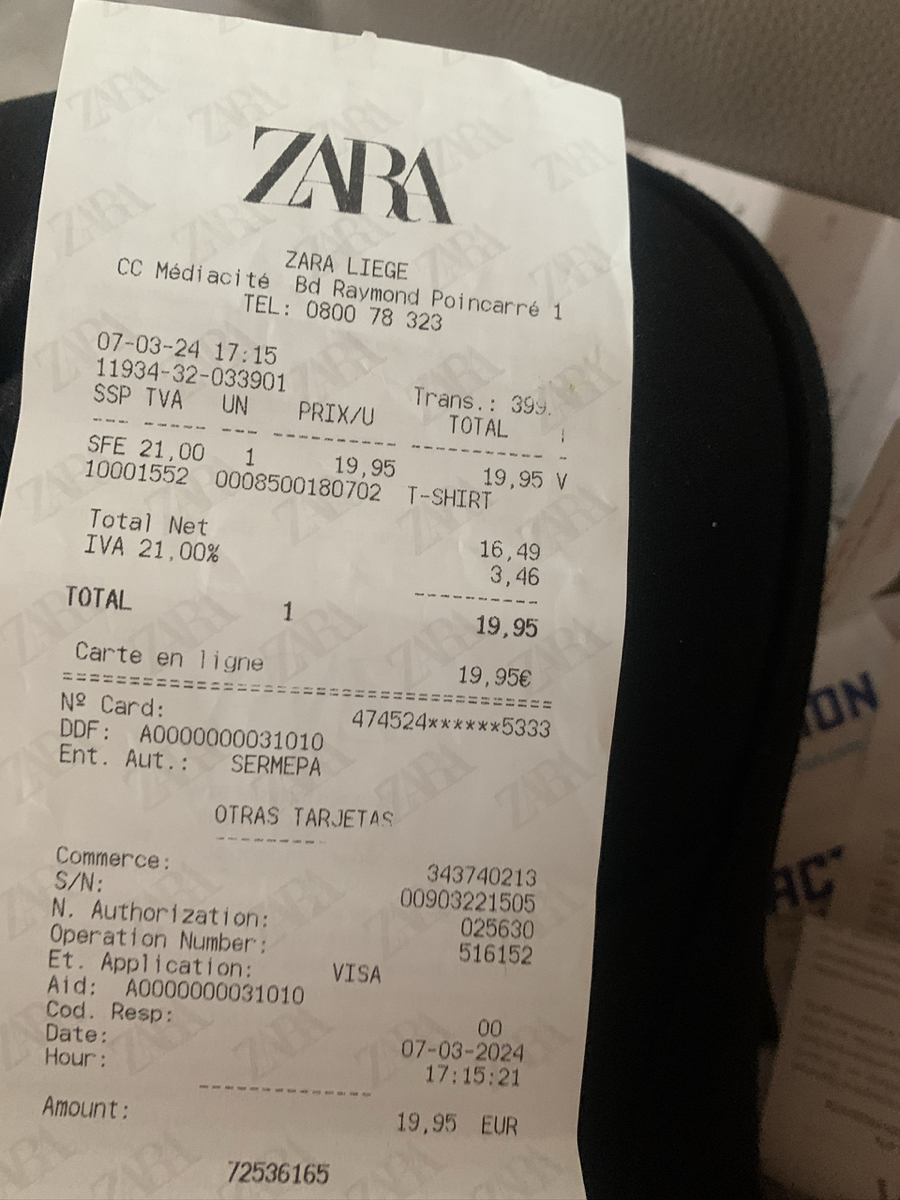 ZARA
ZARA LIEGE
CC Médiacité Bd Raymond Poincarré 1
TEL: 0800 78 323
07-03-24 17:15
11934-32-033901 Trans.: 399.
SSP TVA UN PRIX/U TOTAL
SFE 21,00 1 19,95 19,95 V
10001552 0008500180702 T-SHIRT
Total Net 16,49
IVA 21,00% 3,46
TOTAL 1 19,95
Carte en ligne 19,95€
Nº Card: 474524******5333
DDF: A0000000031010
Ent. Aut.: SERMEPA
OTRAS TARJETAS
Commerce: 343740213
S/N: 00903221505
N. Authorization: 025630
Operation Number: 516152
Et. Application: VISA
Aid: A0000000031010
Cod. Resp: 00
Date: 07-03-2024
Hour: 17:15:21
Amount: 19,95 EUR
72536165